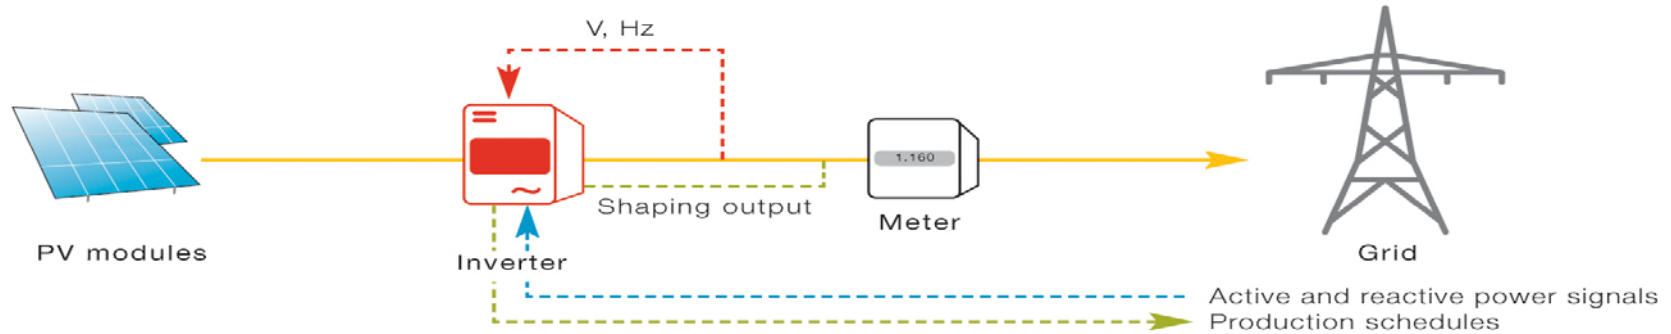 V, Hz
1.160
Shaping output
Meter
PV modules
Inverter
Grid
Active and reactive power signals
Production schedules